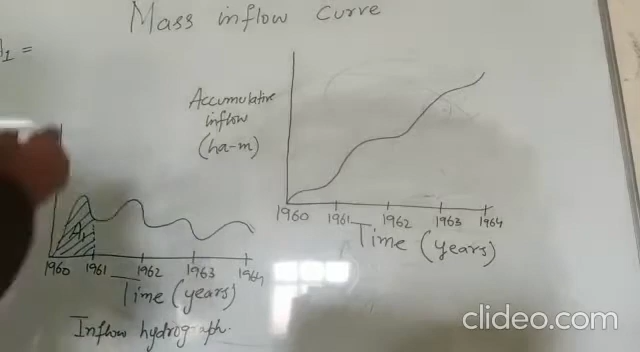 Mass inflow curve
A1 =
Accumulative
inflow
(ha-m)
1960 1961 1962 1963 1964
Time (years)
A1
1960 1961 1962 1963 1964
Time (years)
Inflow hydrograph.
clideo.com